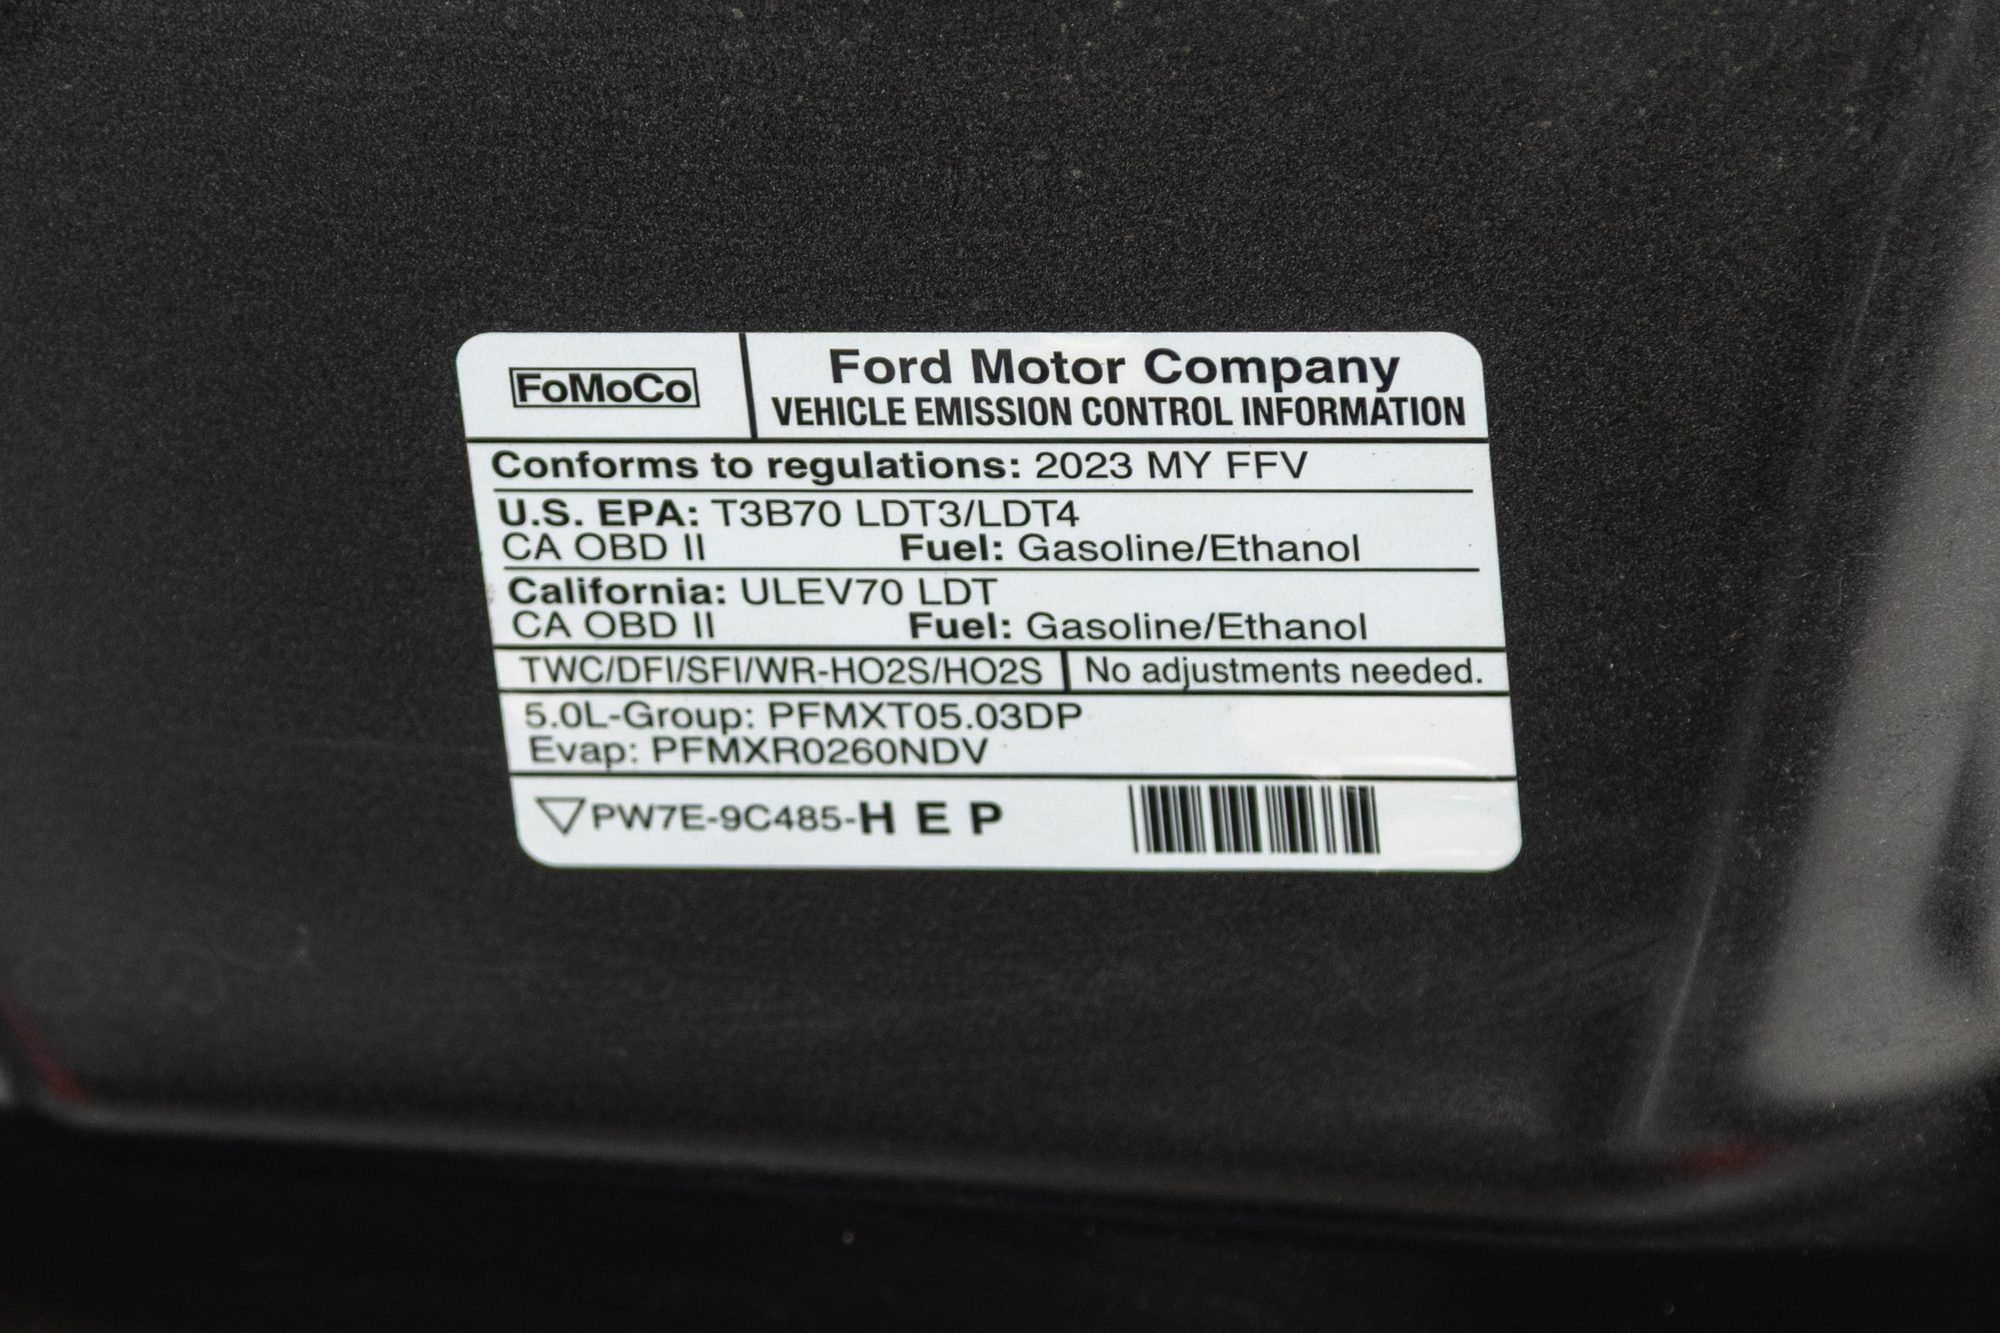 FoMoCo
Ford Motor Company
VEHICLE EMISSION CONTROL INFORMATION
Conforms to regulations: 2023 MY FFV
U.S. EPA: T3B70 LDT3/LDT4
CA OBD II Fuel: Gasoline/Ethanol
California: ULEV70 LDT
CA OBD II Fuel: Gasoline/Ethanol
TWC/DFI/SFI/WR-HO2S/HO2S No adjustments needed.
5.0L-Group: PFMXT05.03DP
Evap: PFMXR0260NDV
PW7E-9C485-H E P